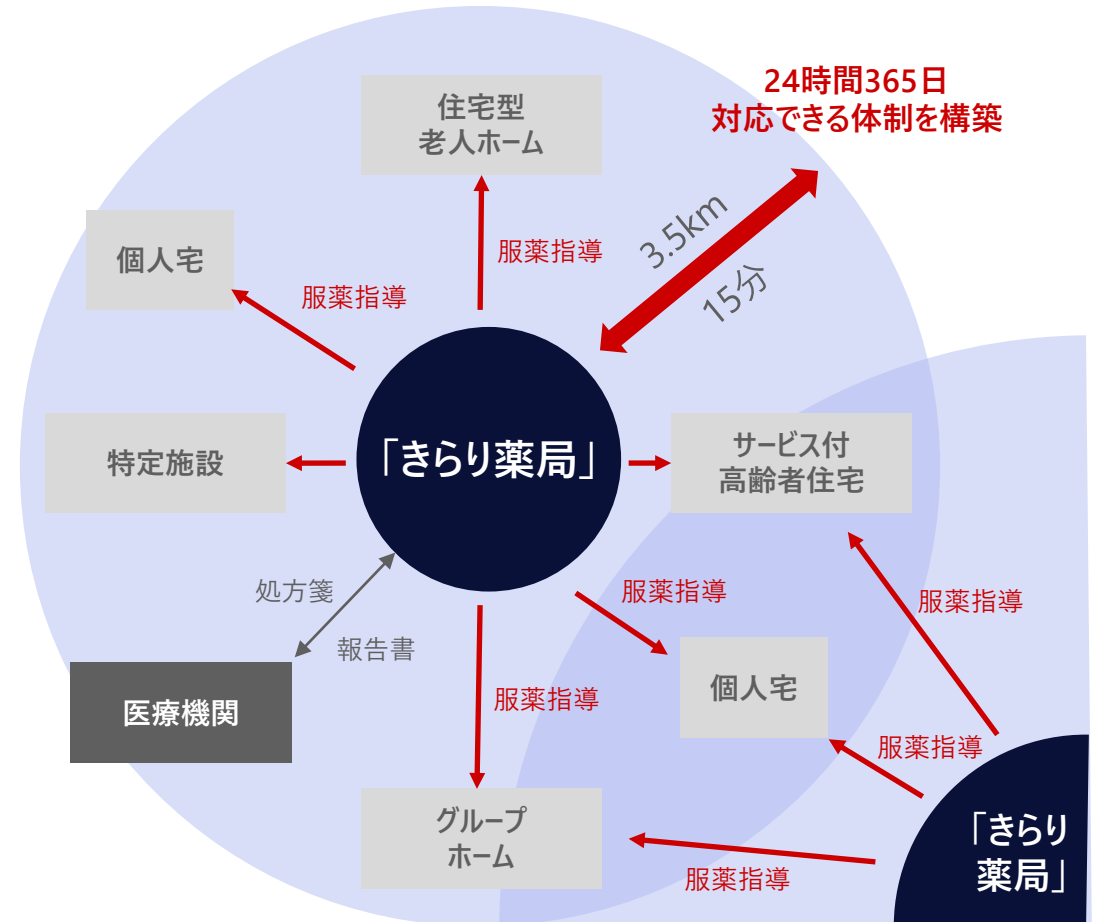 24時間365日
対応できる体制を構築
住宅型
老人ホーム
3.5km
15分
個人宅
服薬指導
服薬指導
「きらり薬局」
特定施設
サービス付
高齢者住宅
処方箋
報告書
服薬指導
服薬指導
医療機関
個人宅
服薬指導
服薬指導
グループ
ホーム
服薬指導
「きらり
薬局」